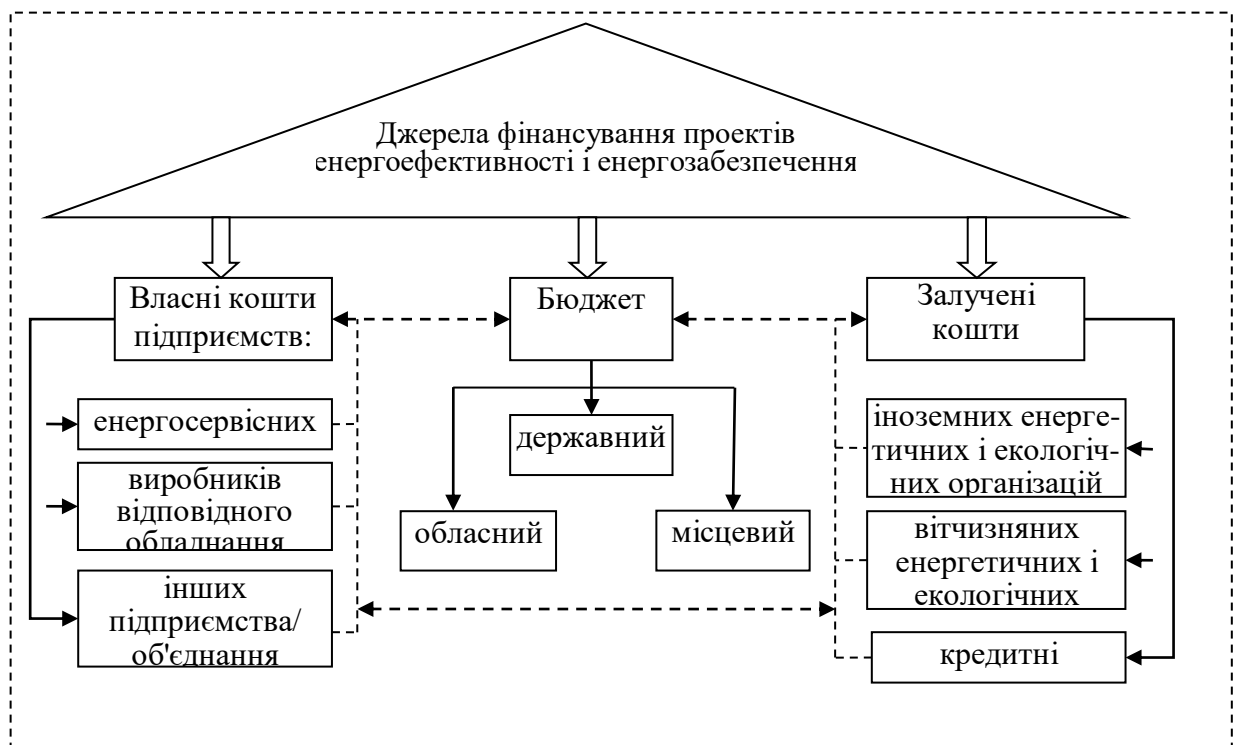 Джерела фінансування проектів
енергоефективності і енергозабезпечення
Власні кошти
підприємств:
Бюджет
Залучені
кошти
енергосервісних
виробників
відповідного
обладнання
інших
підприємства/
об'єднання
державний
обласний
місцевий
іноземних енерге-
тичних і екологіч-
них організацій
вітчизняних
енергетичних і
екологічних
кредитні